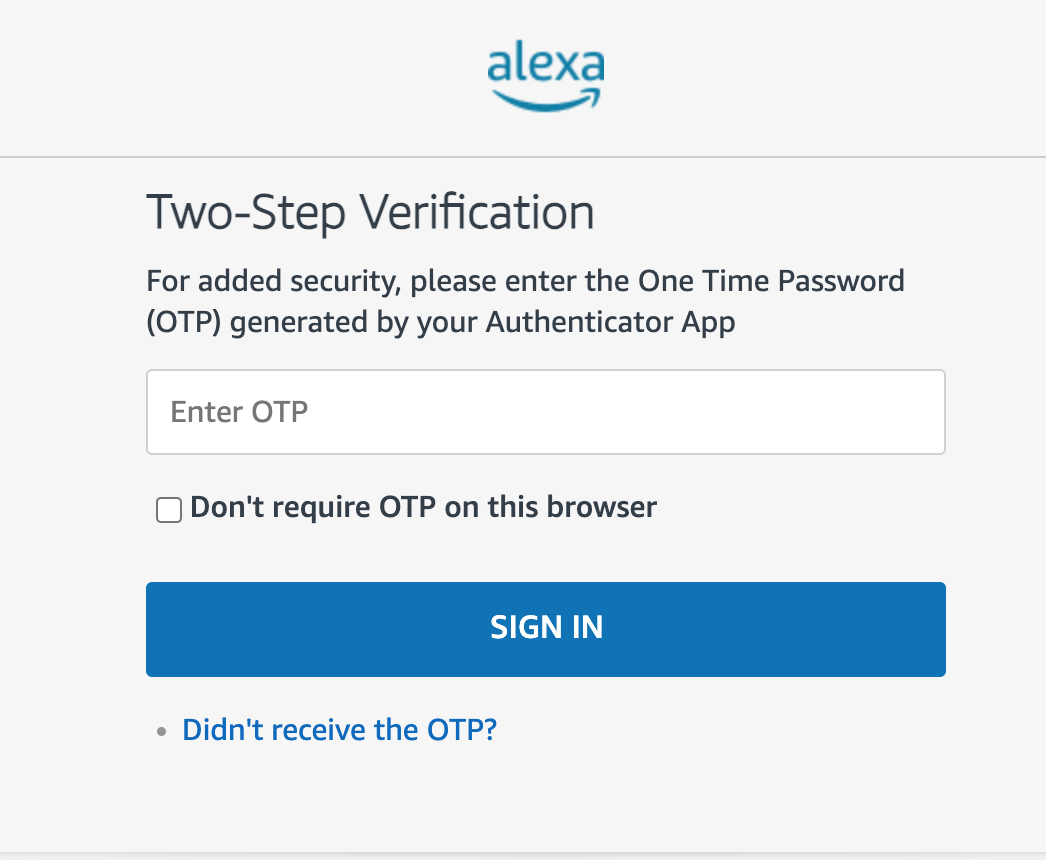 alexa
Two-Step Verification
For added security, please enter the One Time Password
(OTP) generated by your Authenticator App
Enter OTP
Don't require OTP on this browser
SIGN IN
Didn't receive the OTP?